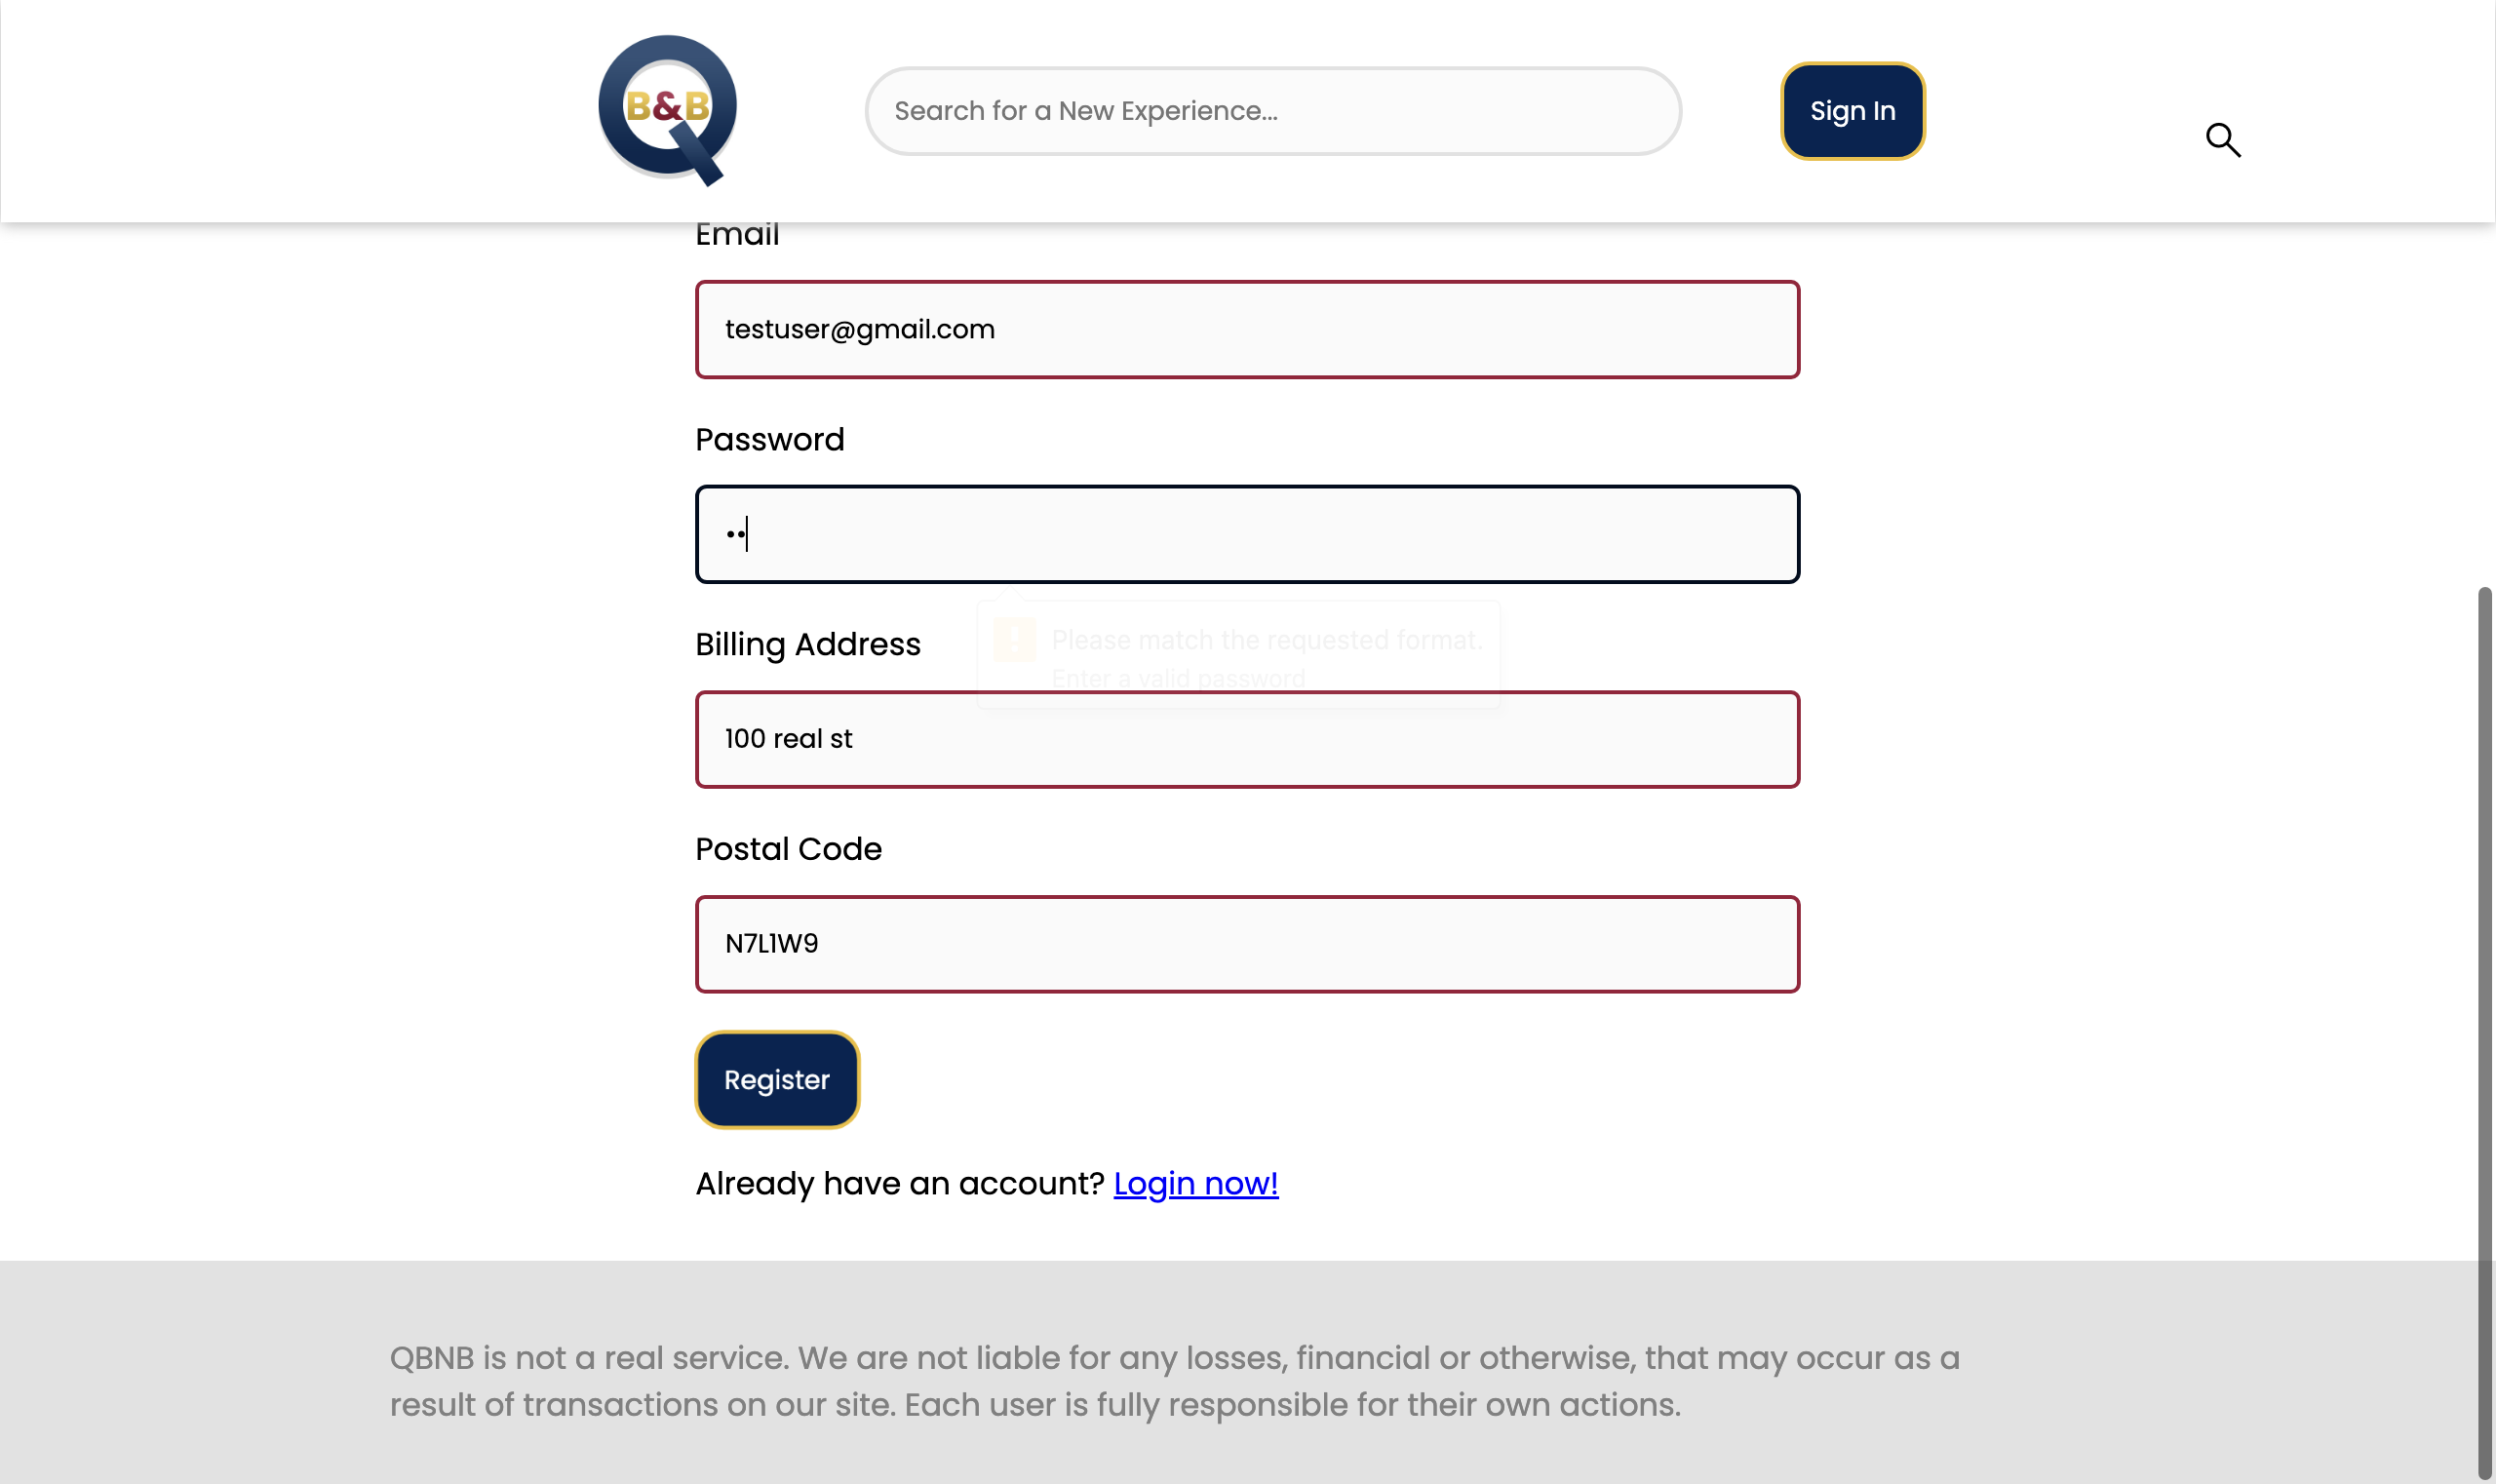 B&B
Search for a New Experience...
Sign In
Email
testuser@gmail.com
Password
Please match the requested format.
Enter a valid password
Billing Address
100 real st
Postal Code
N7L1W9
Register
Already have an account? Login now!
QBNB is not a real service. We are not liable for any losses, financial or otherwise, that may occur as a
result of transactions on our site. Each user is fully responsible for their own actions.